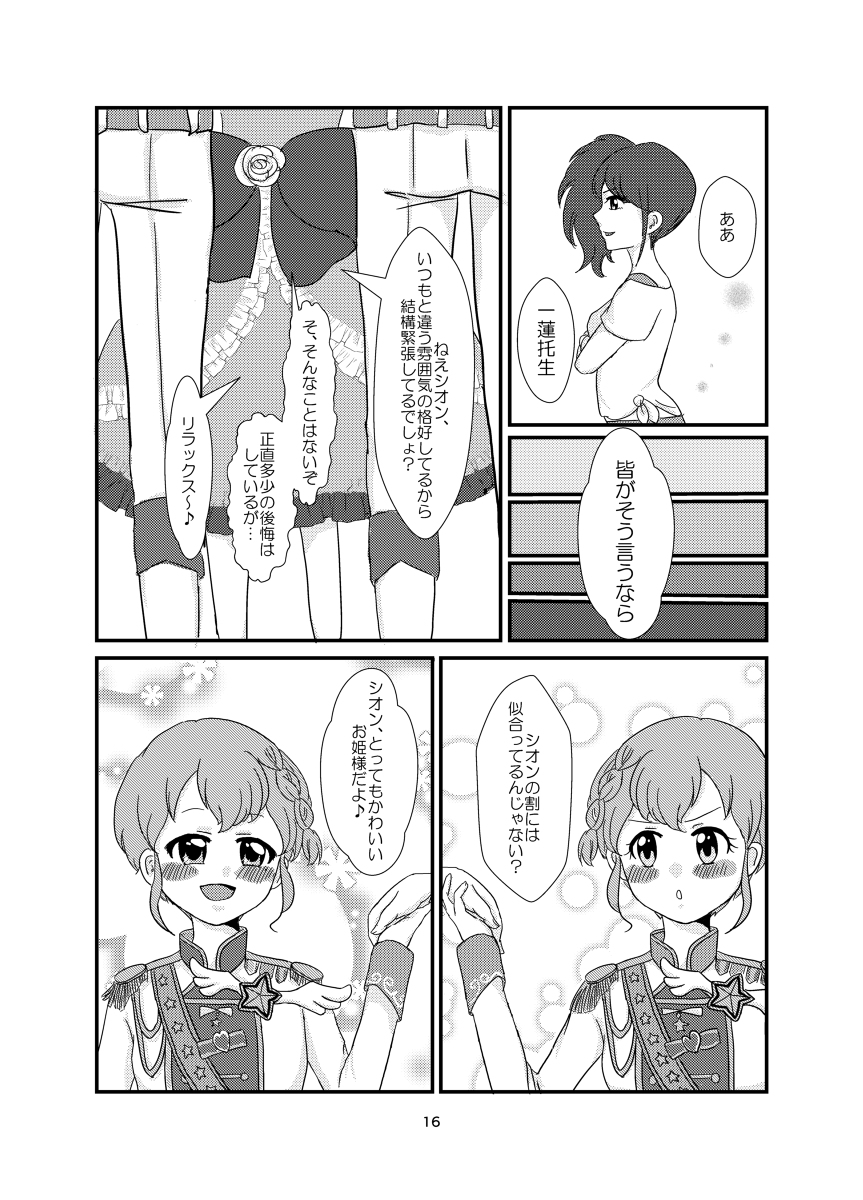 ああ
一蓮托生
皆がそう言うなら
ねえシオン、
いつもと違う雰囲気の格好してるから
結構緊張してるでしょ？
そ、そんなことはないぞ
正直多少の後悔は
しているが…
リラックス～♪
シオンの割には
似合ってるんじゃない？
シオン、とってもかわいい
お姫様だよ♪
16